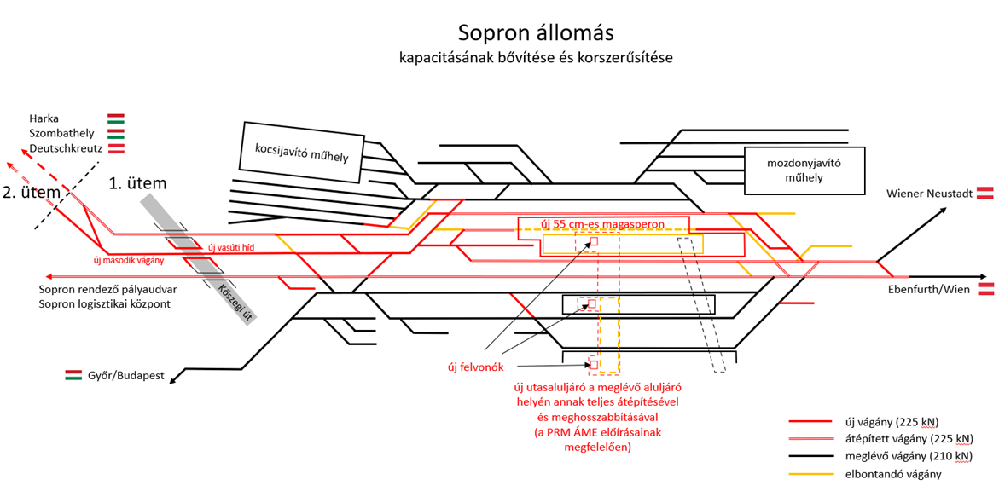 Sopron állomás
kapacitásának bővítése és korszerűsítése
Harka
Szombathely
Deutschkreutz
2. ütem
1. ütem
kocsijavító műhely
mozdonyjavító
műhely
Wiener Neustadt
új 55 cm-es magasperon
új vasúti híd
új második vágány
Kőszegi út
Sopron rendező pályaudvar
Sopron logisztikai központ
Ebenfurth/Wien
Győr/Budapest
új felvonók
új utasaluljáró a meglévő aluljáró
helyén annak teljes átépítésével
és meghosszabbításával
(a PRM ÁME előírásainak
megfelelően)
új vágány (225 kN)
átépített vágány (225 kN)
meglévő vágány (210 kN)
elbontandó vágány